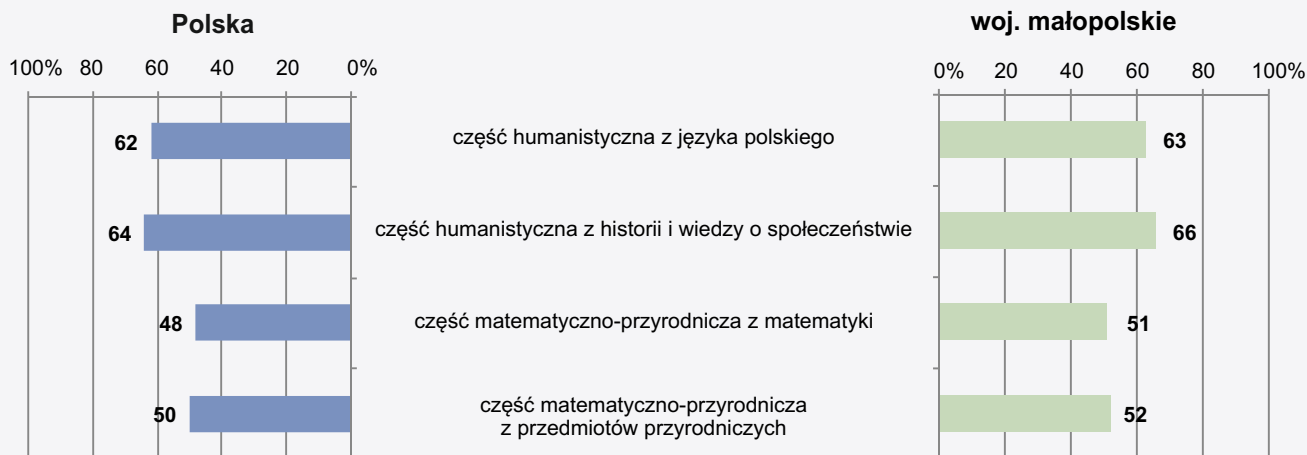 Polska
woj. małopolskie
100% 80 60 40 20 0%
0% 20 40 60 80 100%
62 część humanistyczna z języka polskiego 63
64 część humanistyczna z historii i wiedzy o społeczeństwie 66
48 część matematyczno-przyrodnicza z matematyki 51
50 część matematyczno-przyrodnicza 52
z przedmiotów przyrodniczych